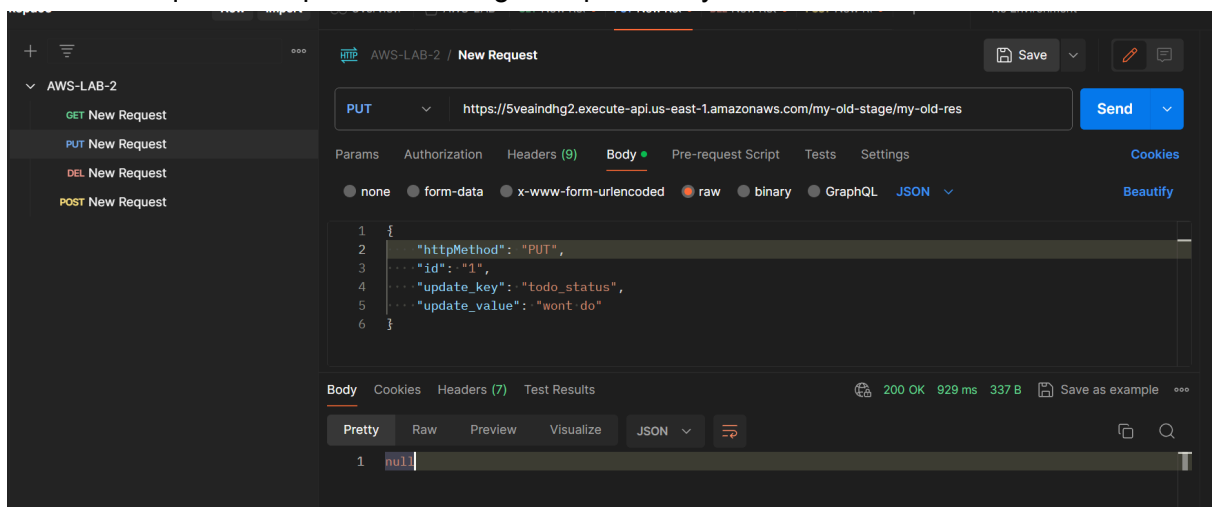 AWS-LAB-2
GET New Request
PUT New Request
DEL New Request
POST New Request
HTTP AWS-LAB-2 / New Request
Save
PUT https://5veaindhg2.execute-api.us-east-1.amazonaws.com/my-old-stage/my-old-res Send
Params Authorization Headers (9) Body Pre-request Script Tests Settings Cookies
none form-data x-www-form-urlencoded raw binary GraphQL JSON Beautify
1 {
2 "httpMethod": "PUT",
3 "id": "1",
4 "update_key": "todo_status",
5 "update_value": "wont do"
6 }
Body Cookies Headers (7) Test Results 200 OK 929 ms 337 B Save as example
Pretty Raw Preview Visualize JSON
1 null